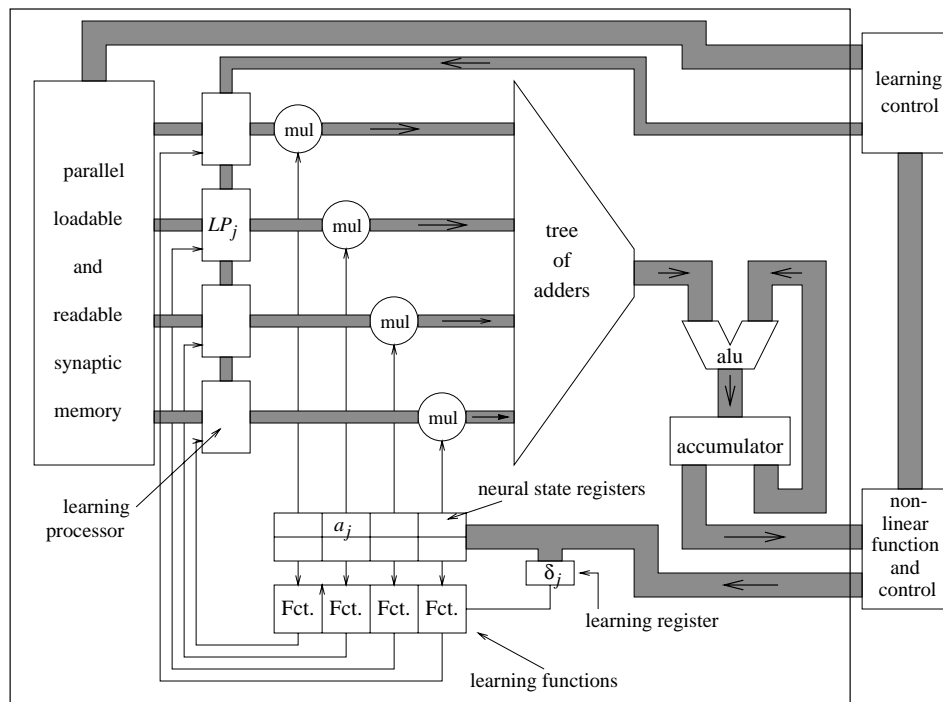 learning
control
mul
parallel
loadable
and
readable
synaptic
memory
LP_j
mul
tree
of
adders
mul
alu
mul
accumulator
learning
processor
neural state registers
a_j
non-
linear
function
and
control
δ_j
Fct. Fct. Fct. Fct.
learning register
learning functions